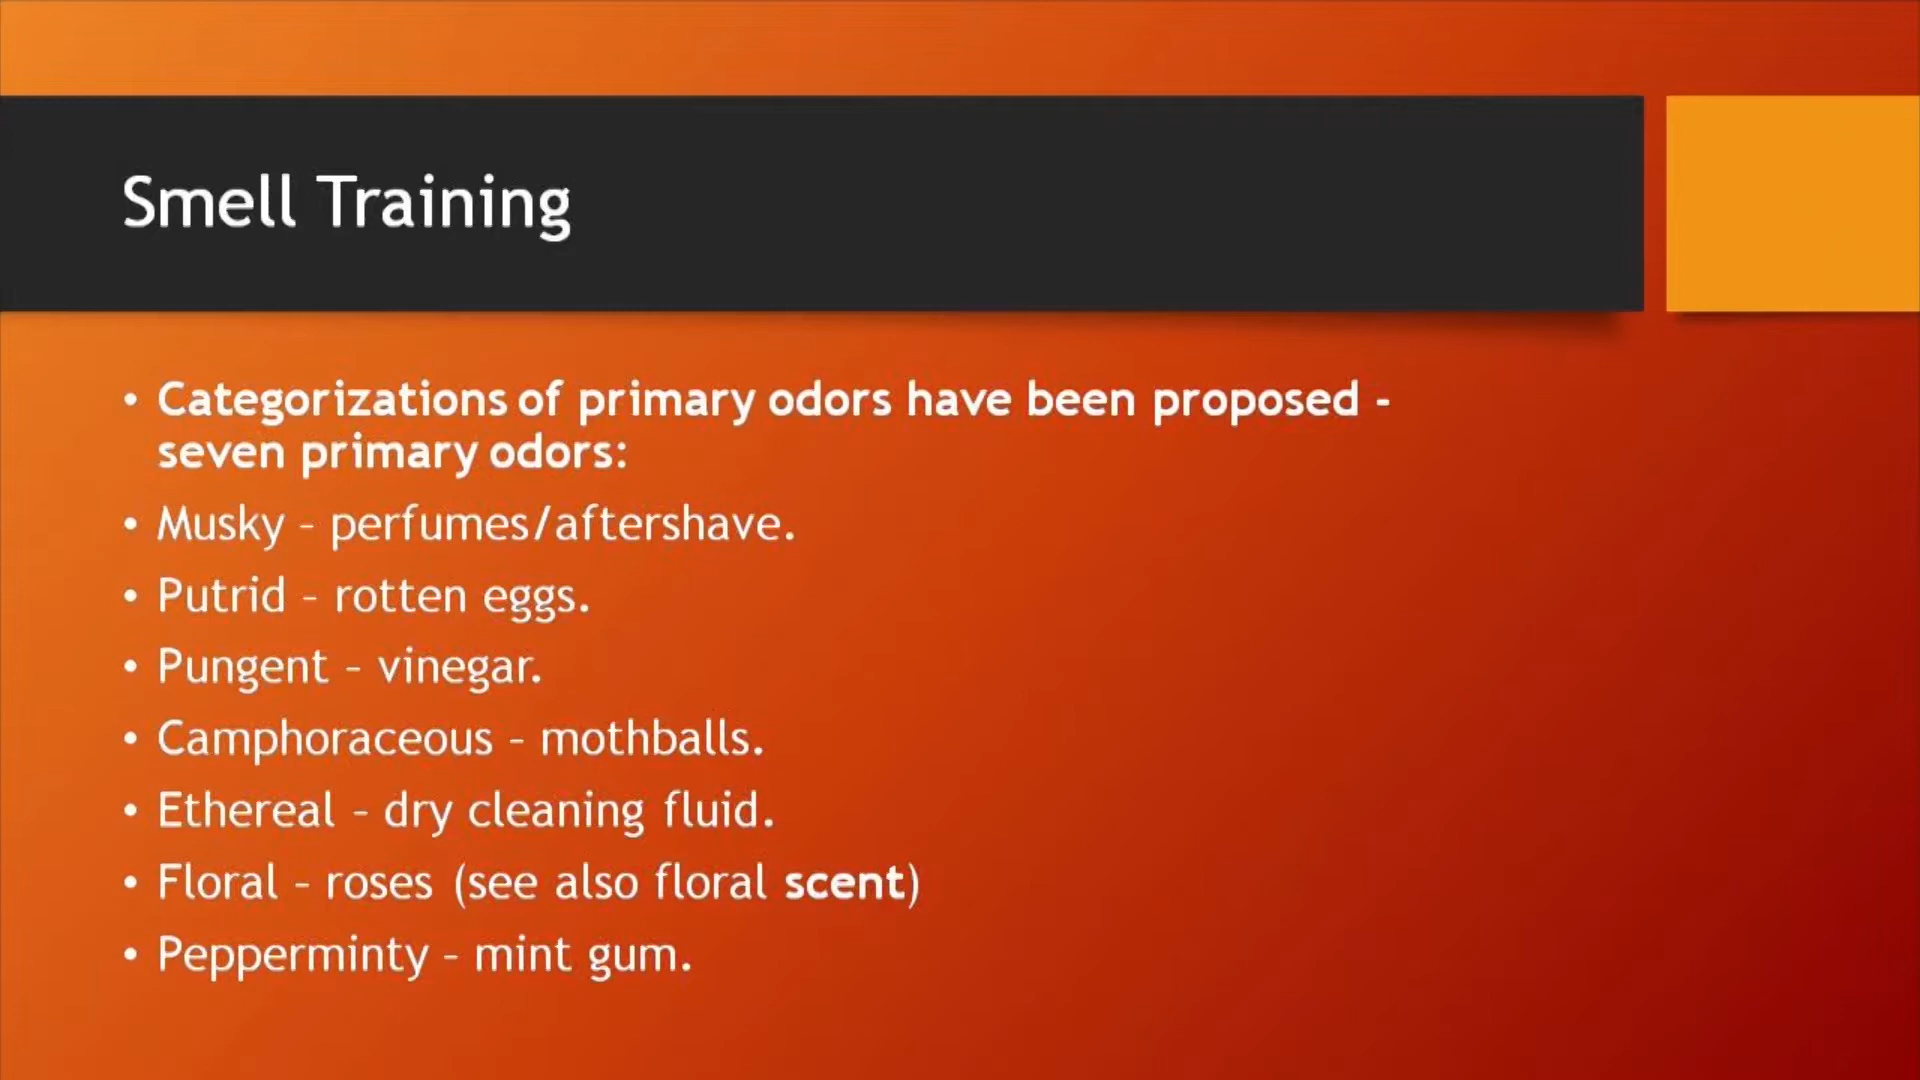 Smell Training
• Categorizations of primary odors have been proposed -
seven primary odors:
• Musky – perfumes/aftershave.
• Putrid – rotten eggs.
• Pungent – vinegar.
• Camphoraceous – mothballs.
• Ethereal – dry cleaning fluid.
• Floral – roses (see also floral scent)
• Pepperminty – mint gum.